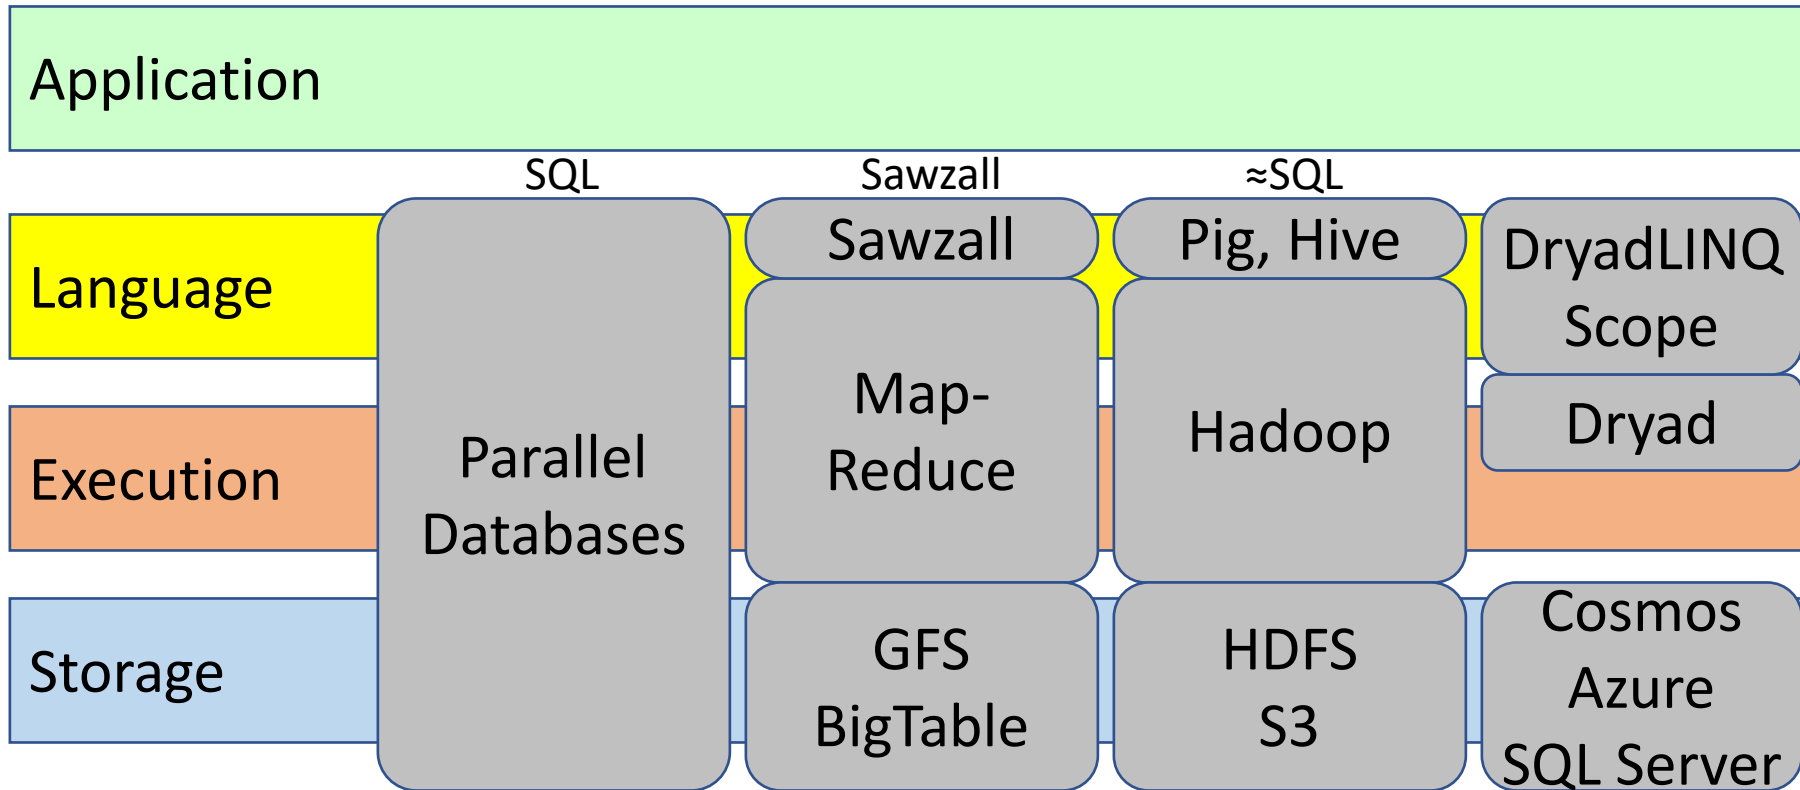 Application
SQL
Sawzall
≈SQL
Language
Execution
Storage
Parallel
Databases
Sawzall
Map-
Reduce
GFS
BigTable
Pig, Hive
Hadoop
HDFS
S3
DryadLINQ
Scope
Dryad
Cosmos
Azure
SQL Server